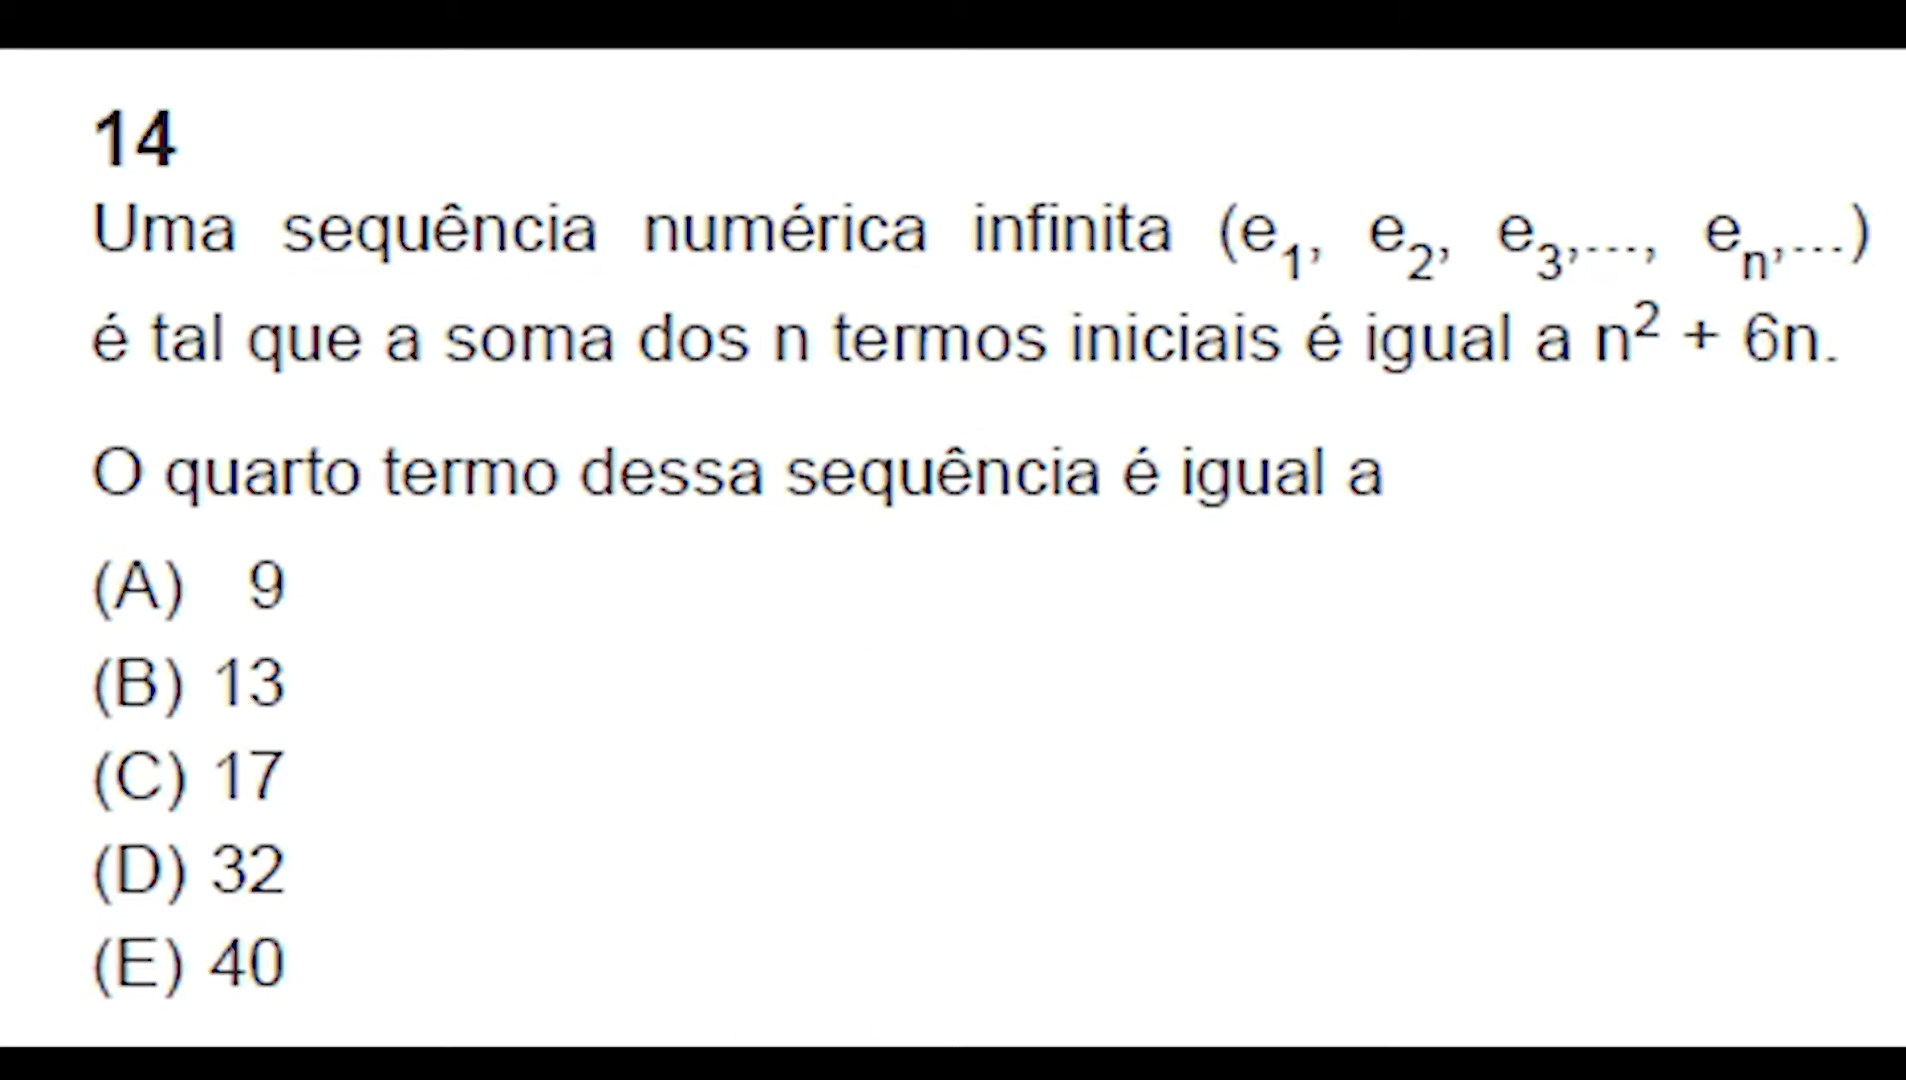 14
Uma sequência numérica infinita (e₁, e₂, e₃,..., eₙ,...)
é tal que a soma dos n termos iniciais é igual a n² + 6n.
O quarto termo dessa sequência é igual a
(A) 9
(B) 13
(C) 17
(D) 32
(E) 40